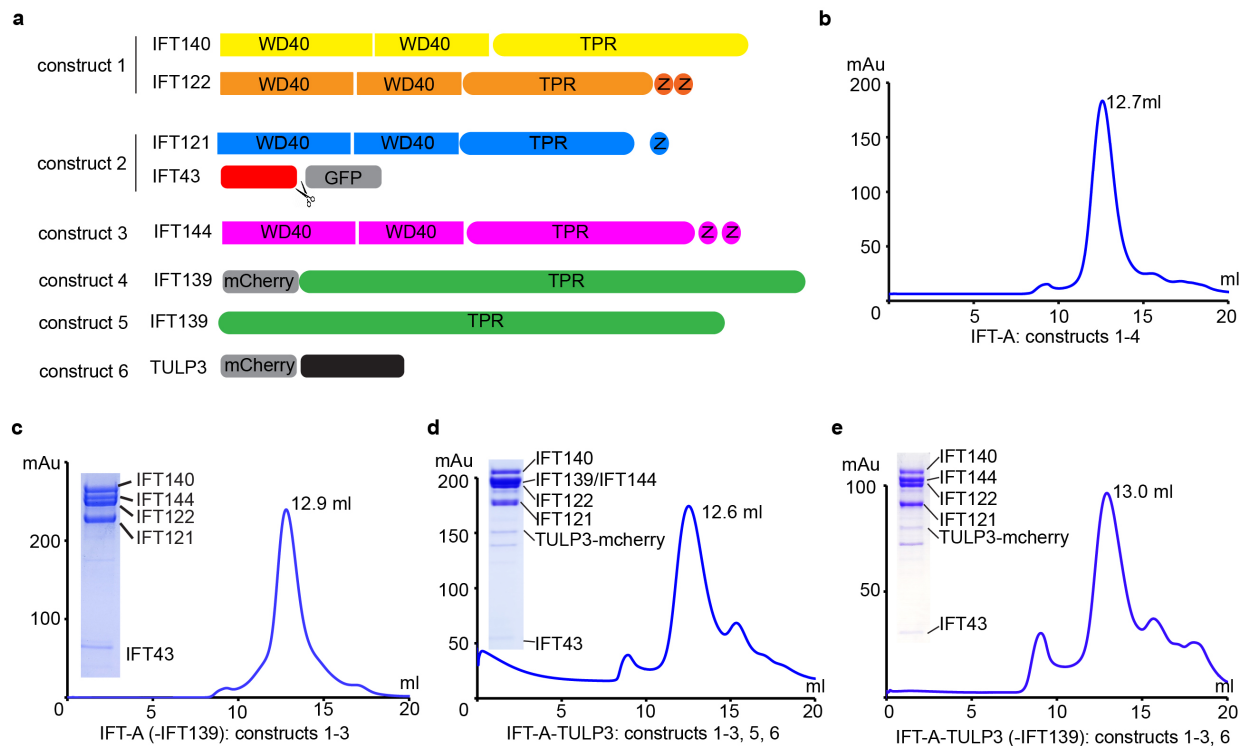 a
construct 1
IFT140 WD40 WD40 TPR
IFT122 WD40 WD40 TPR Z Z
construct 2
IFT121 WD40 WD40 TPR Z
IFT43 GFP
construct 3 IFT144 WD40 WD40 TPR Z Z
construct 4 IFT139 mCherry TPR
construct 5 IFT139 TPR
construct 6 TULP3 mCherry
b
mAu
200
150
100
50
0
12.7ml
ml
5 10 15 20
IFT-A: constructs 1-4
c
mAu
200
100
0
IFT140
IFT144
IFT122
IFT121
IFT43
12.9 ml
ml
5 10 15 20
IFT-A (-IFT139): constructs 1-3
d
mAu
200
150
100
50
0
IFT140
IFT139/IFT144
IFT122
IFT121
TULP3-mcherry
IFT43
12.6 ml
ml
5 10 15 20
IFT-A-TULP3: constructs 1-3, 5, 6
e
mAu
100
50
0
IFT140
IFT144
IFT122
IFT121
TULP3-mcherry
IFT43
13.0 ml
ml
0 5 10 15 20
IFT-A-TULP3 (-IFT139): constructs 1-3, 6